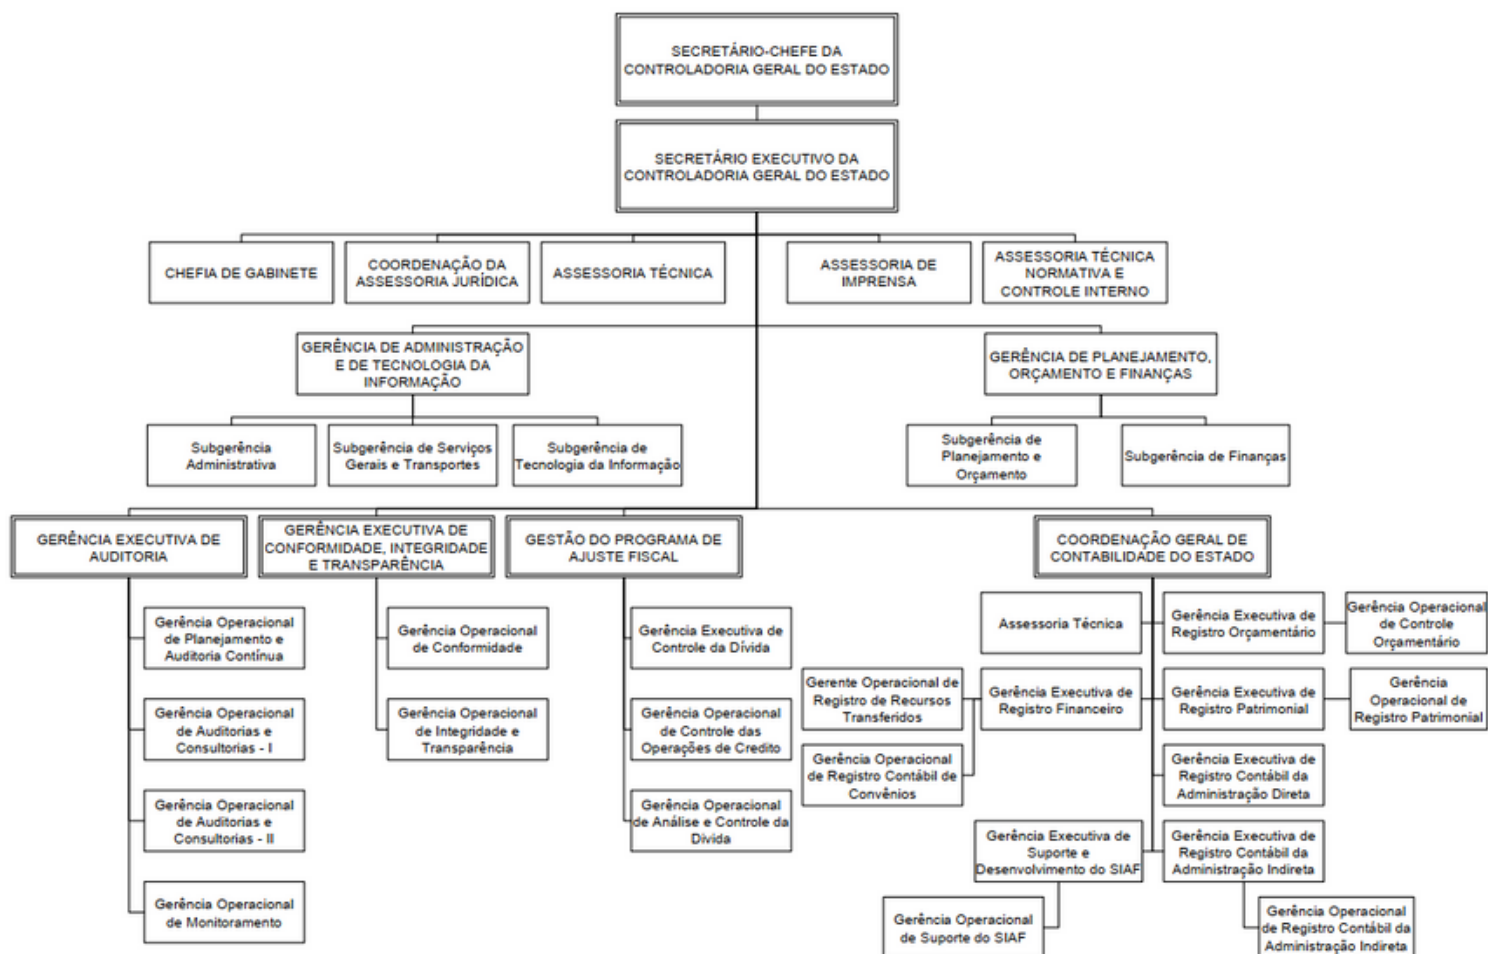 SECRETÁRIO-CHEFE DA
CONTROLADORIA GERAL DO ESTADO
SECRETÁRIO EXECUTIVO DA
CONTROLADORIA GERAL DO ESTADO
CHEFIA DE GABINETE
COORDENAÇÃO DA
ASSESSORIA JURÍDICA
ASSESSORIA TÉCNICA
ASSESSORIA DE
IMPRENSA
ASSESSORIA TÉCNICA
NORMATIVA E
CONTROLE INTERNO
GERÊNCIA DE ADMINISTRAÇÃO
E DE TECNOLOGIA DA
INFORMAÇÃO
GERÊNCIA DE PLANEJAMENTO,
ORÇAMENTO E FINANÇAS
Subgerência
Administrativa
Subgerência de Serviços
Gerais e Transportes
Subgerência de
Tecnologia da Informação
Subgerência de
Planejamento e
Orçamento
Subgerência de Finanças
GERÊNCIA EXECUTIVA DE
AUDITORIA
GERÊNCIA EXECUTIVA DE
CONFORMIDADE, INTEGRIDADE
E TRANSPARÊNCIA
GESTÃO DO PROGRAMA DE
AJUSTE FISCAL
COORDENAÇÃO GERAL DE
CONTABILIDADE DO ESTADO
Gerência Operacional
de Planejamento e
Auditoria Contínua
Gerência Operacional
de Auditorias e
Consultorias - I
Gerência Operacional
de Auditorias e
Consultorias - II
Gerência Operacional
de Monitoramento
Gerência Operacional
de Conformidade
Gerência Operacional
de Integridade e
Transparência
Gerência Executiva de
Controle da Dívida
Gerência Operacional
de Controle das
Operações de Credito
Gerência Operacional
de Análise e Controle da
Divida
Assessoria Técnica
Gerência Executiva de
Registro Orçamentário
Gerência Operacional
de Controle
Orçamentário
Gerente Operacional de
Registro de Recursos
Transferidos
Gerência Executiva de
Registro Financeiro
Gerência Executiva de
Registro Patrimonial
Gerência
Operacional de
de Registro Patrimonial
Gerência Operacional
de Registro Contábil de
Convênios
Gerência Executiva de
Registro Contábil da
Administração Direta
Gerência Executiva de
Suporte e
Desenvolvimento do SIAF
Gerência Executiva de
Registro Contábil da
Administração Indireta
Gerência Operacional
de Suporte do SIAF
Gerência Operacional
de Registro Contábil da
Administração Indireta